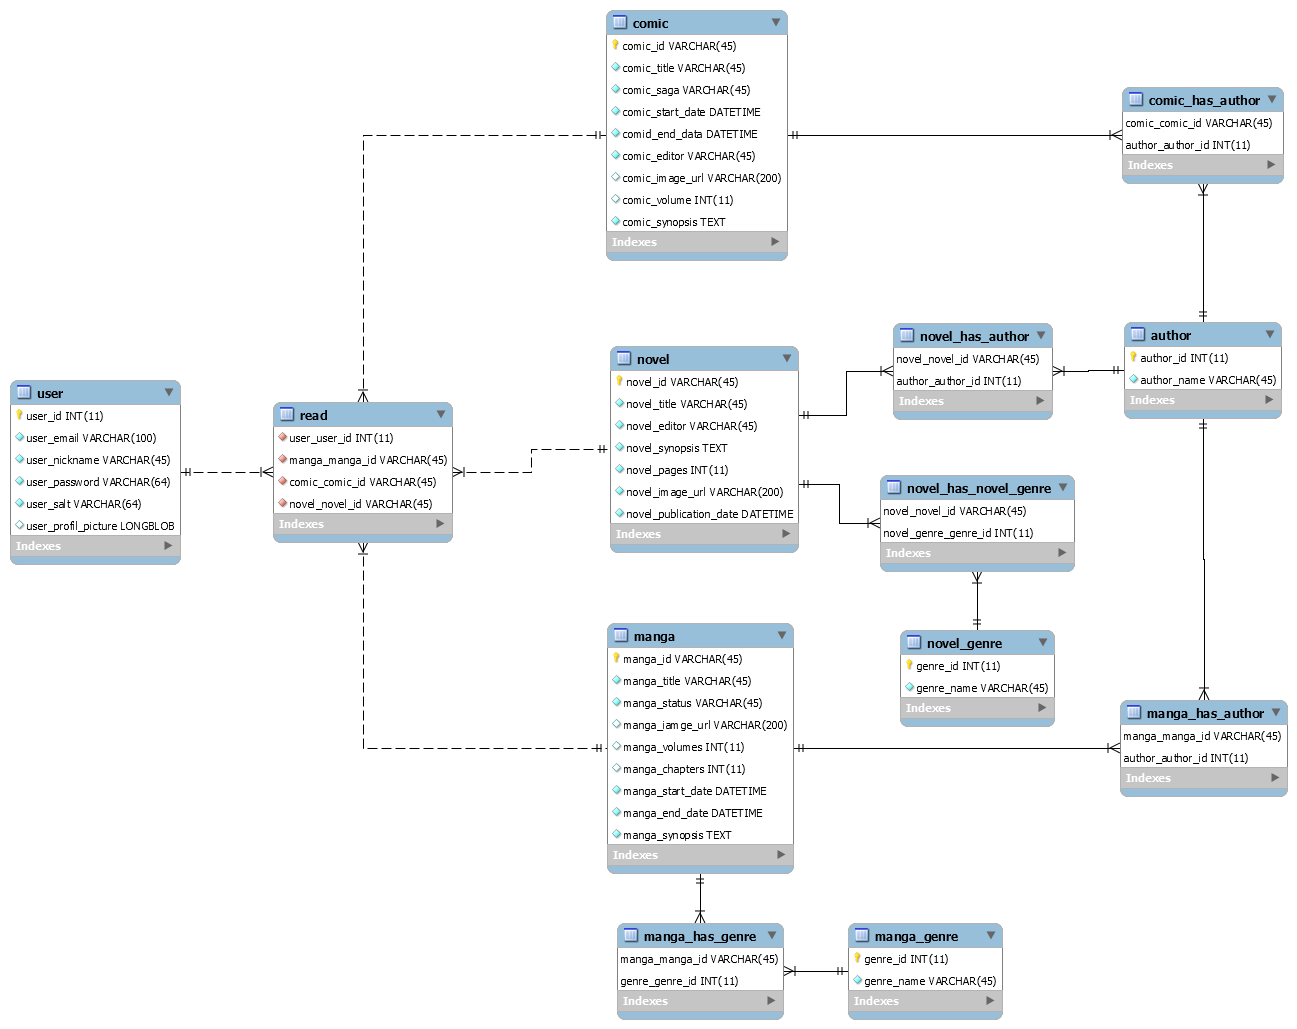 comic
comic_id VARCHAR(45)
comic_title VARCHAR(45)
comic_saga VARCHAR(45)
comic_start_date DATETIME
comid_end_data DATETIME
comic_editor VARCHAR(45)
comic_image_url VARCHAR(200)
comic_volume INT(11)
comic_synopsis TEXT
Indexes
comic_has_author
comic_comic_id VARCHAR(45)
author_author_id INT(11)
Indexes
user
user_id INT(11)
user_email VARCHAR(100)
user_nickname VARCHAR(45)
user_password VARCHAR(64)
user_salt VARCHAR(64)
user_profil_picture LONGBLOB
Indexes
read
user_user_id INT(11)
manga_manga_id VARCHAR(45)
comic_comic_id VARCHAR(45)
novel_novel_id VARCHAR(45)
Indexes
novel
novel_id VARCHAR(45)
novel_title VARCHAR(45)
novel_editor VARCHAR(45)
novel_synopsis TEXT
novel_pages INT(11)
novel_image_url VARCHAR(200)
novel_publication_date DATETIME
Indexes
novel_has_author
novel_novel_id VARCHAR(45)
author_author_id INT(11)
Indexes
author
author_id INT(11)
author_name VARCHAR(45)
Indexes
novel_has_novel_genre
novel_novel_id VARCHAR(45)
novel_genre_genre_id INT(11)
Indexes
novel_genre
genre_id INT(11)
genre_name VARCHAR(45)
Indexes
manga
manga_id VARCHAR(45)
manga_title VARCHAR(45)
manga_status VARCHAR(45)
manga_iamge_url VARCHAR(200)
manga_volumes INT(11)
manga_chapters INT(11)
manga_start_date DATETIME
manga_end_date DATETIME
manga_synopsis TEXT
Indexes
manga_has_author
manga_manga_id VARCHAR(45)
author_author_id INT(11)
Indexes
manga_has_genre
manga_manga_id VARCHAR(45)
genre_genre_id INT(11)
Indexes
manga_genre
genre_id INT(11)
genre_name VARCHAR(45)
Indexes